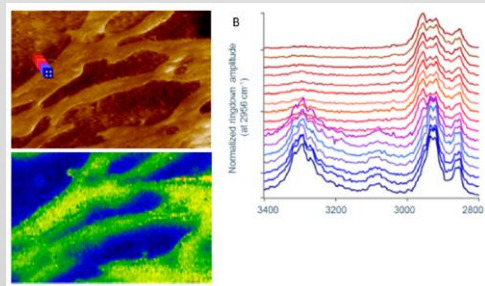 B
Normalized ringdown amplitude
(at 2956 cm⁻¹)
3400
3200
3000
2800